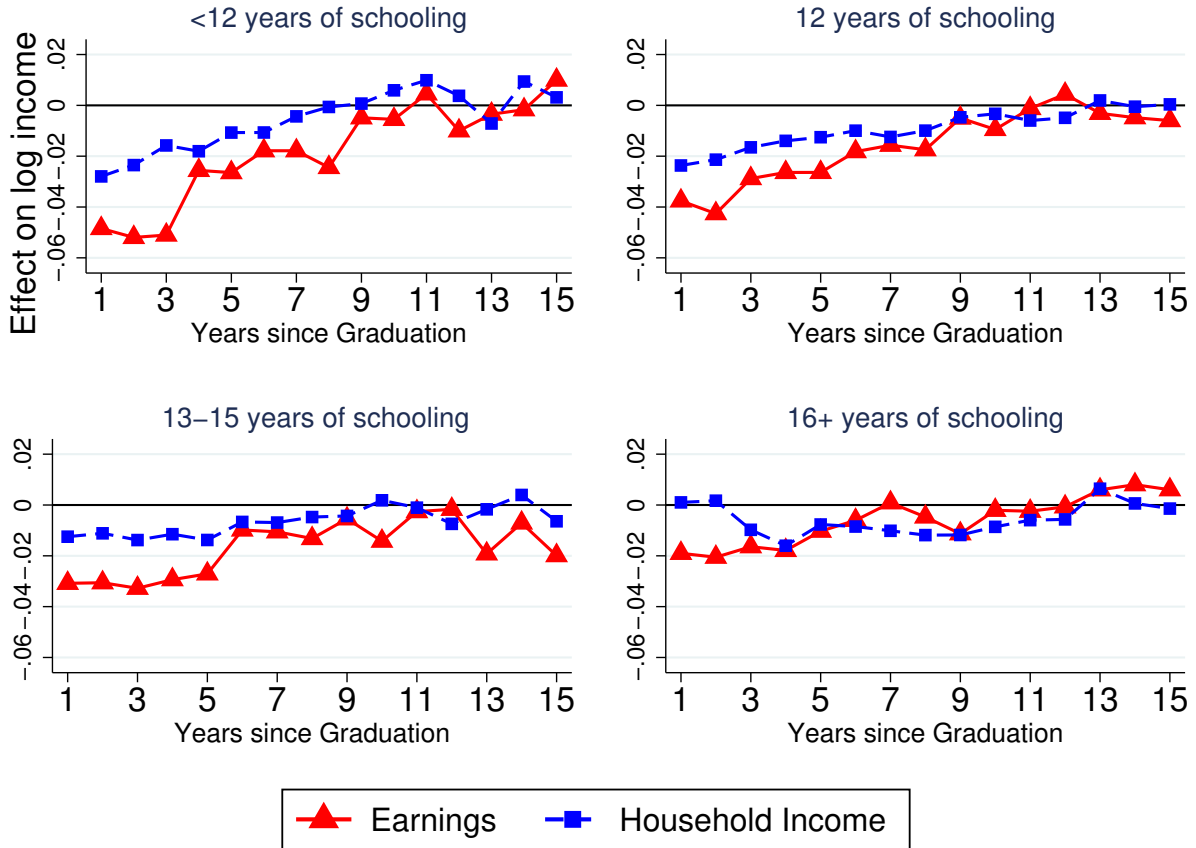 <12 years of schooling
12 years of schooling
Effect on log income
.02
0
-.02
-.04
-.06
1 3 5 7 9 11 13 15
Years since Graduation
.02
0
-.02
-.04
-.06
1 3 5 7 9 11 13 15
Years since Graduation
13−15 years of schooling
16+ years of schooling
.02
0
-.02
-.04
-.06
1 3 5 7 9 11 13 15
Years since Graduation
.02
0
-.02
-.04
-.06
1 3 5 7 9 11 13 15
Years since Graduation
Earnings Household Income